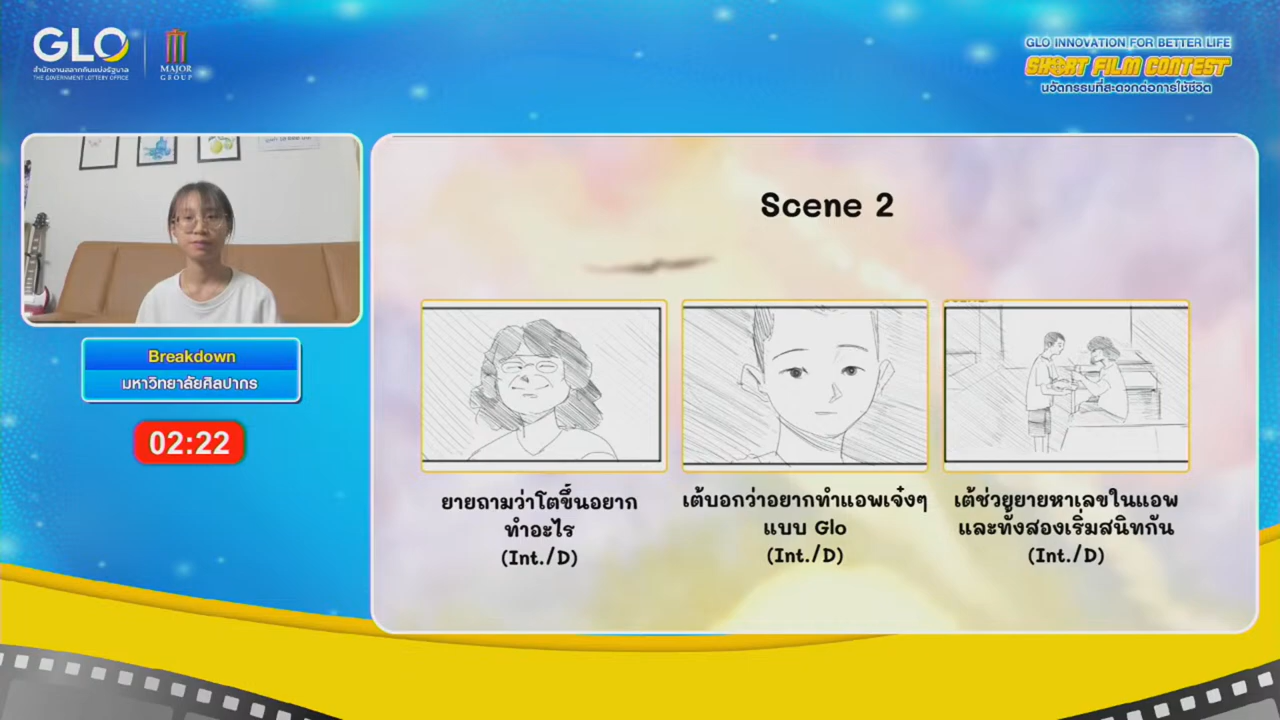 GLO
สำนักงานสลากกินแบ่งรัฐบาล
THE GOVERNMENT LOTTERY OFFICE
MAJOR
GROUP
GLO INNOVATION FOR BETTER LIFE
SHORT FILM CONTEST
นวัตกรรมที่สะดวกต่อการใช้ชีวิต
Breakdown
มหาวิทยาลัยศิลปากร
02:22
Scene 2
ยายถามว่าโตขึ้นอยาก
ทำอะไร
(Int./D)
เต้บอกว่าอยากทำแอพเจ๋งๆ
แบบ Glo
(Int./D)
เต้ช่วยยายหาเลขในแอพ
และทั้งสองเริ่มสนิทกัน
(Int./D)